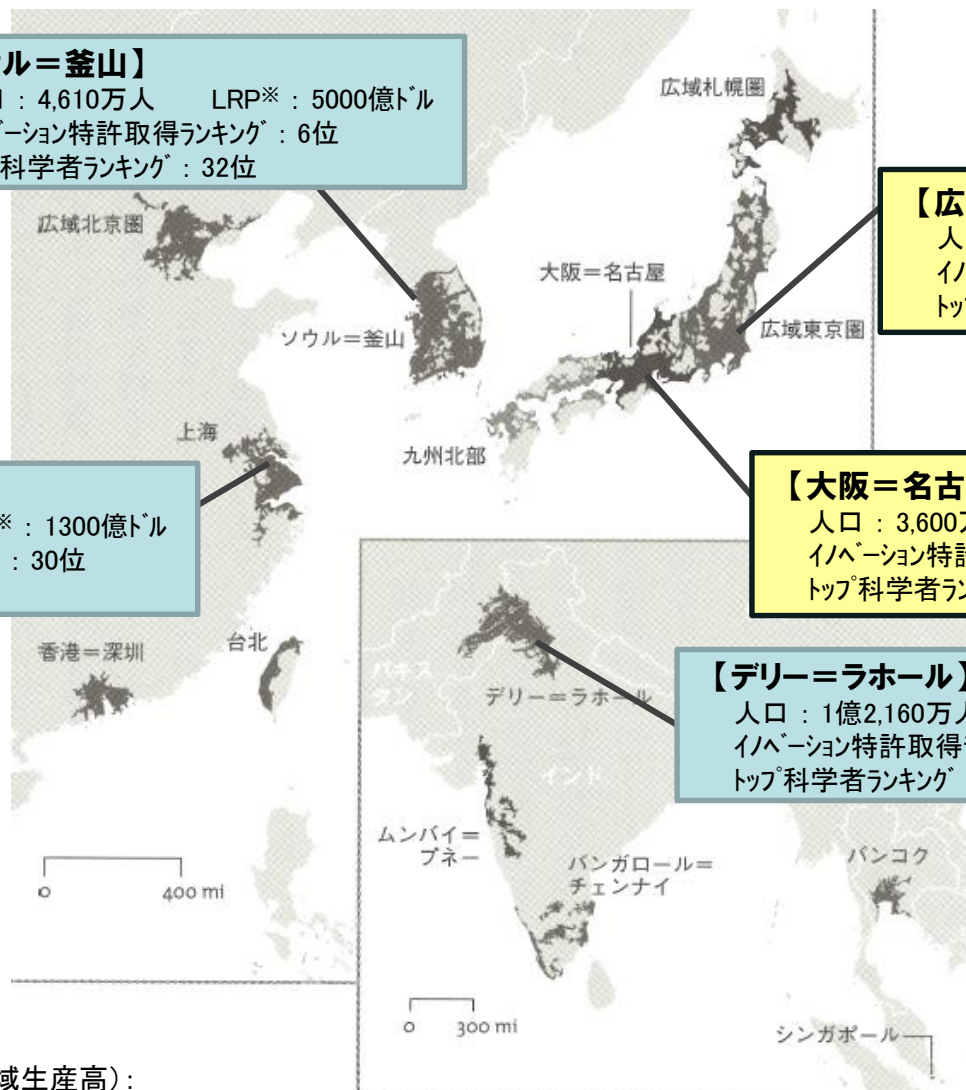 ル＝釜山】
：4,610万人　LRP※：5000億ﾄﾞﾙ
ﾍﾞｰｼｮﾝ特許取得ﾗﾝｷﾝｸﾞ：6位
科学者ﾗﾝｷﾝｸﾞ：32位
広域札幌圏
広域北京圏
【広
人
ｲﾉ
ﾄｯ
大阪＝名古屋
ソウル＝釜山
広域東京圏
上海
九州北部
※：1300億ﾄﾞﾙ
：30位
【大阪＝名古
人口：3,600万
ｲﾉﾍﾞｰｼｮﾝ特許
ﾄｯﾌﾟ科学者ﾗﾝ
香港＝深圳
台北
パキス
タン
デリー＝ラホール
【デリー＝ラホール】
人口：1億2,160万人
ｲﾉﾍﾞｰｼｮﾝ特許取得
ﾄｯﾌﾟ科学者ﾗﾝｷﾝｸﾞ
インド
ムンバイ＝
プネー
バンガロール＝
チェンナイ
バンコク
0 400 mi
0 300 mi
シンガポール
域生産高）：